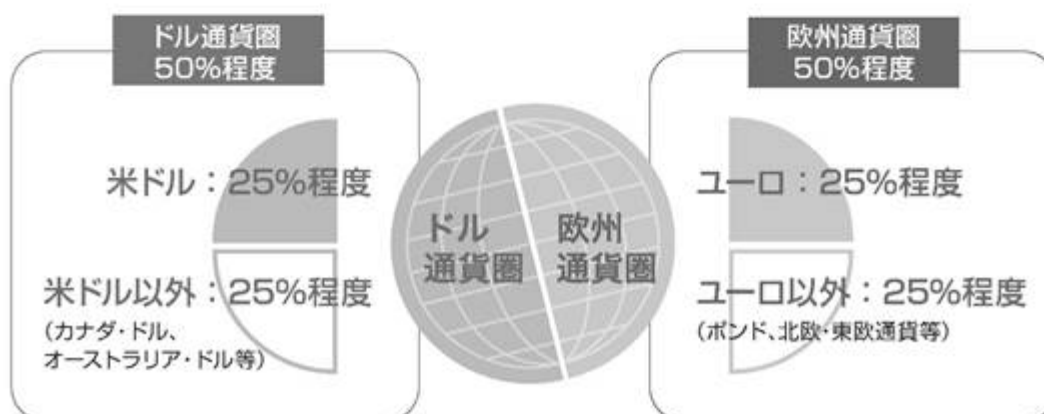 ドル通貨圏
50%程度
米ドル：25%程度
米ドル以外：25%程度
(カナダ・ドル、
オーストラリア・ドル等)
ドル
通貨圏
欧州
通貨圏
欧州通貨圏
50%程度
ユーロ：25%程度
ユーロ以外：25%程度
(ポンド、北欧・東欧通貨等)